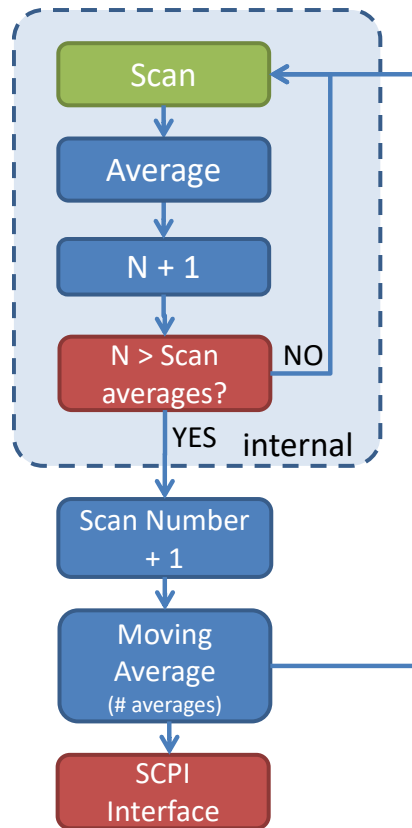 Scan
Average
N + 1
N > Scan
averages?
NO
YES
internal
Scan Number
+ 1
Moving
Average
(# averages)
SCPI
Interface